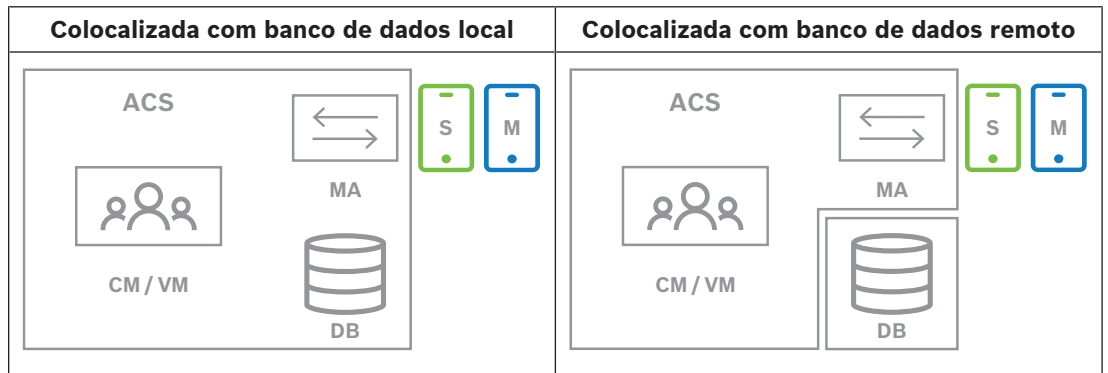 Colocalizada com banco de dados local
Colocalizada com banco de dados remoto
ACS
S
M
MA
CM / VM
DB
ACS
S
M
MA
CM / VM
DB